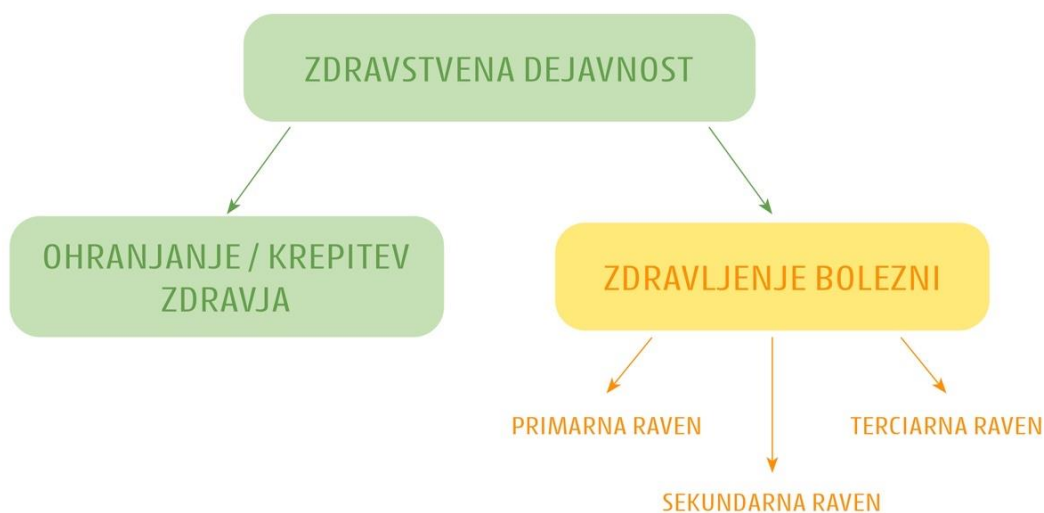 ZDRAVSTVENA DEJAVNOST
OHRANJANJE / KREPITEV
ZDRAVJA
ZDRAVLJENJE BOLEZNI
PRIMARNA RAVEN
TERCIARNA RAVEN
SEKUNDARNA RAVEN